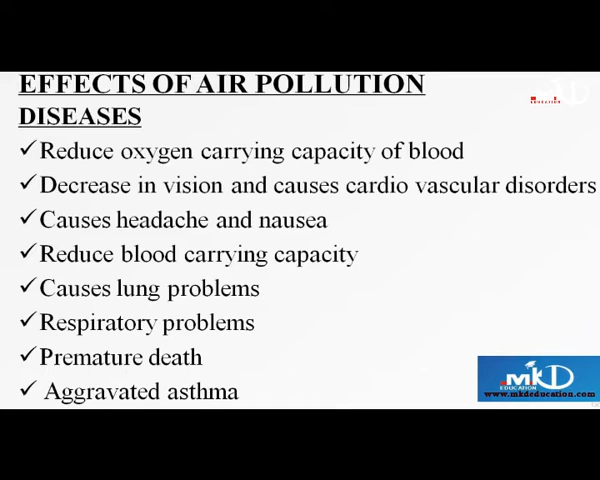 EFFECTS OF AIR POLLUTION
DISEASES
✓Reduce oxygen carrying capacity of blood
✓Decrease in vision and causes cardio vascular disorders
✓Causes headache and nausea
✓Reduce blood carrying capacity
✓Causes lung problems
✓Respiratory problems
✓Premature death
✓ Aggravated asthma
MKD
EDUCATION
.MKD
EDUCATION
www.mkdeducation.com